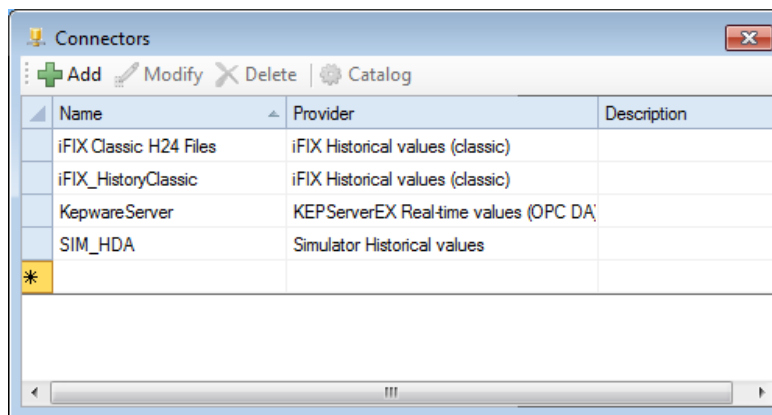 Connectors
Add Modify Delete Catalog
Name Provider Description
iFIX Classic H24 Files iFIX Historical values (classic)
iFIX_HistoryClassic iFIX Historical values (classic)
KepwareServer KEPServerEX Real-time values (OPC DA)
SIM_HDA Simulator Historical values